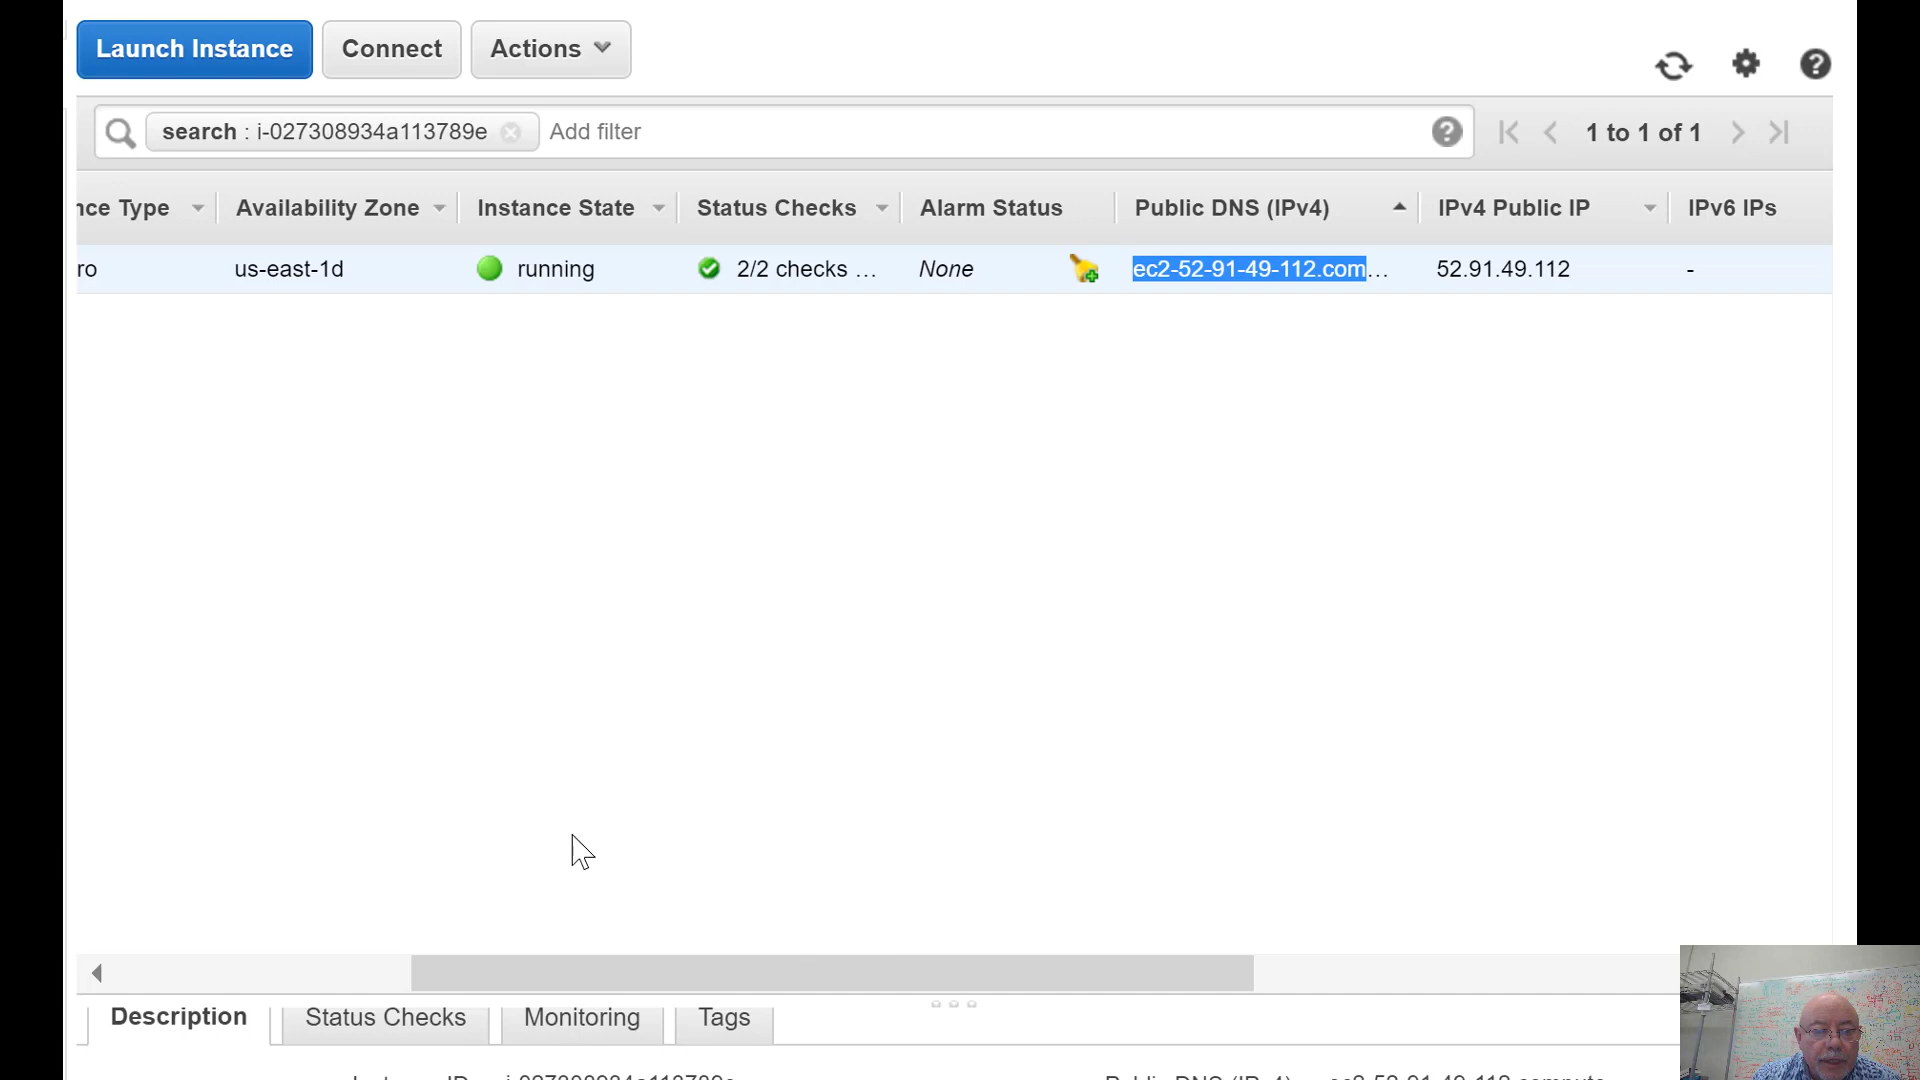 Launch Instance Connect Actions
search : i-027308934a113789e Add filter 1 to 1 of 1
nce Type Availability Zone Instance State Status Checks Alarm Status Public DNS (IPv4) IPv4 Public IP IPv6 IPs
ro us-east-1d running 2/2 checks ... None ec2-52-91-49-112.com... 52.91.49.112 -
Description Status Checks Monitoring Tags